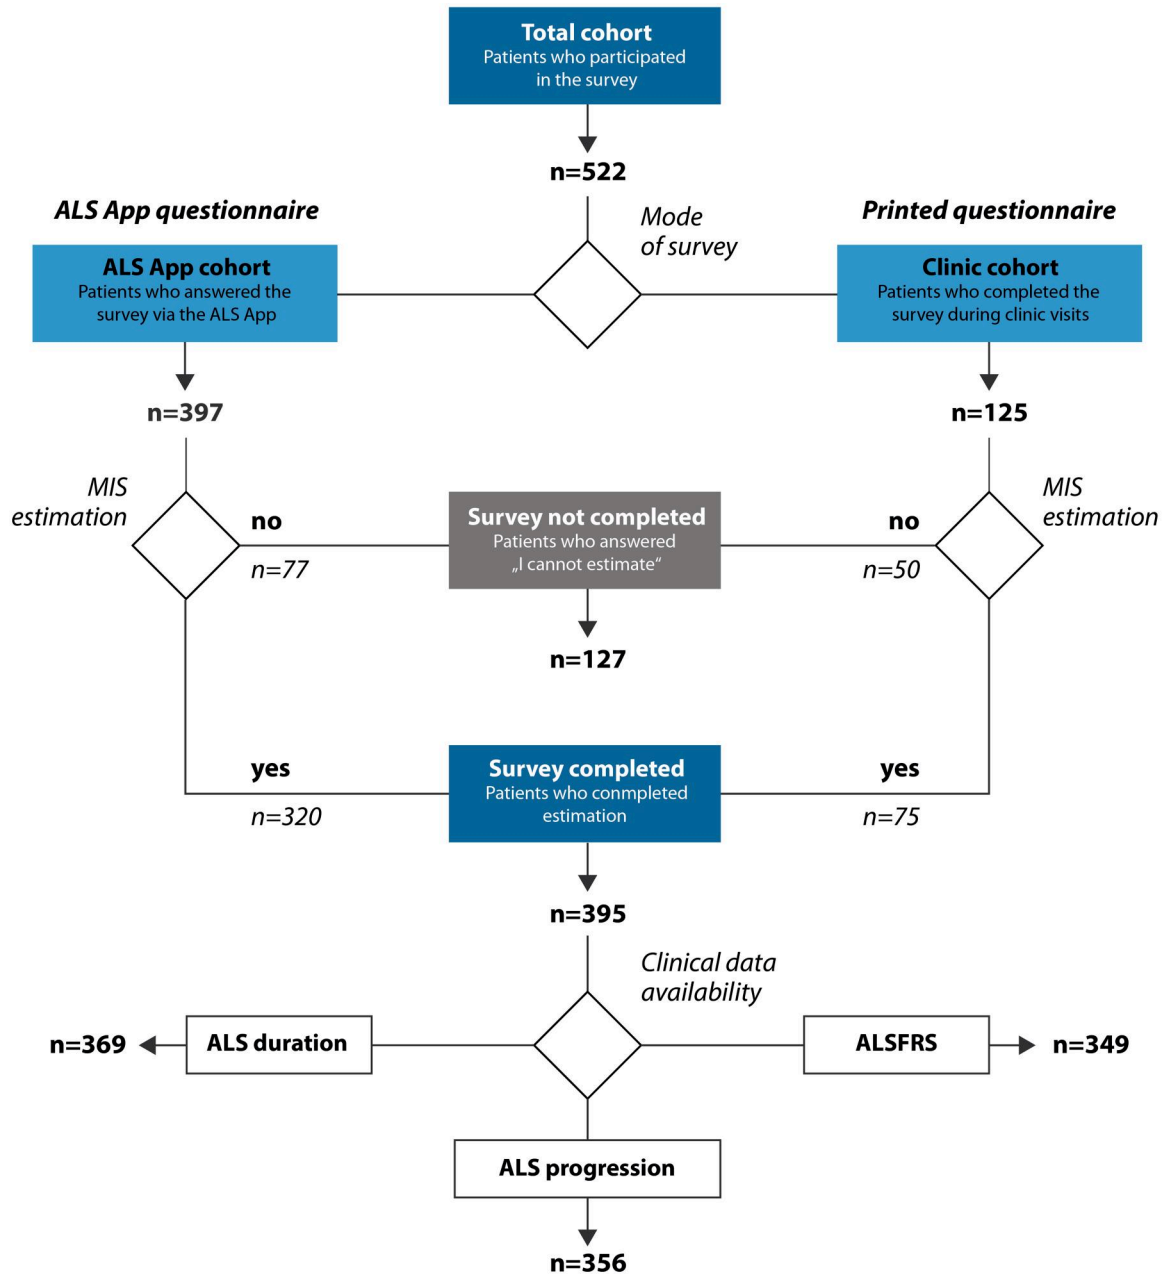 Total cohort
Patients who participated
in the survey
n=522
Mode
of survey
ALS App questionnaire
Printed questionnaire
ALS App cohort
Patients who answered the
survey via the ALS App
Clinic cohort
Patients who completed the
survey during clinic visits
n=397
n=125
MIS
estimation
no
n=77
Survey not completed
Patients who answered
„I cannot estimate“
no
n=50
MIS
estimation
n=127
yes
n=320
Survey completed
Patients who conmpleted
estimation
yes
n=75
n=395
Clinical data
availability
n=369
ALS duration
ALSFRS
n=349
ALS progression
n=356